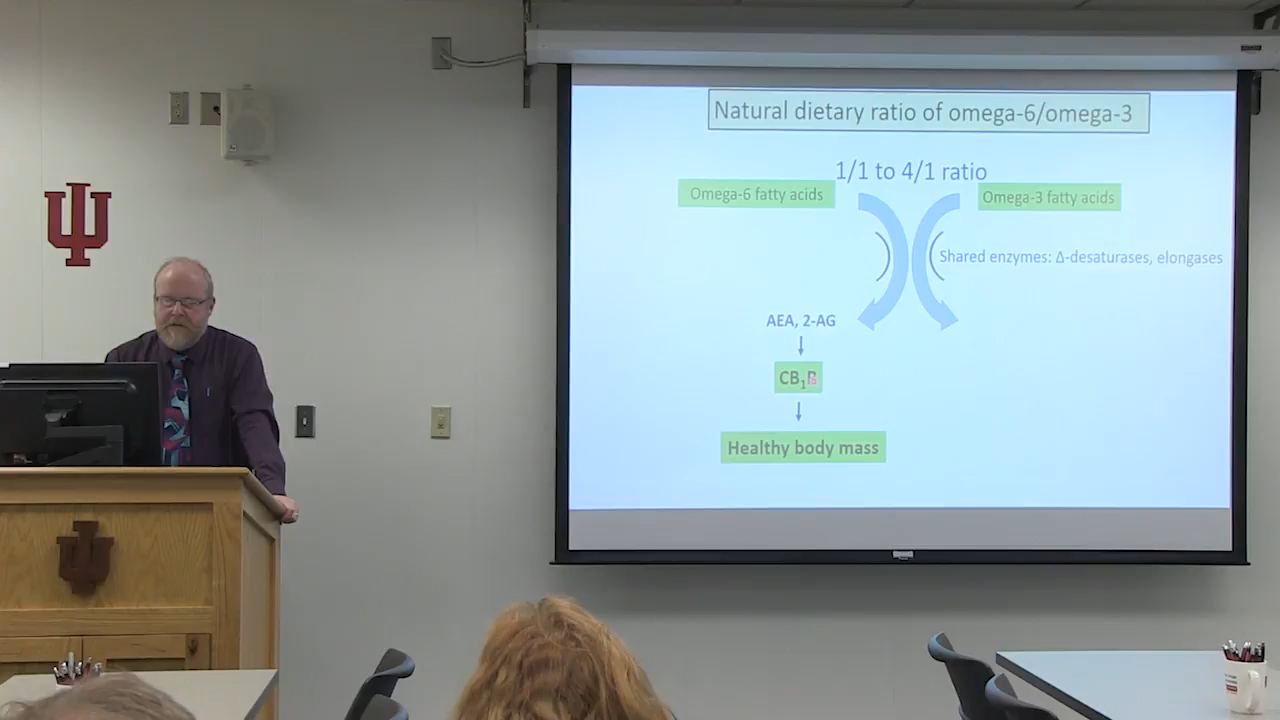 Natural dietary ratio of omega-6/omega-3
1/1 to 4/1 ratio
Omega-6 fatty acids
Omega-3 fatty acids
Shared enzymes: Δ-desaturases, elongases
AEA, 2-AG
CB₁R
Healthy body mass